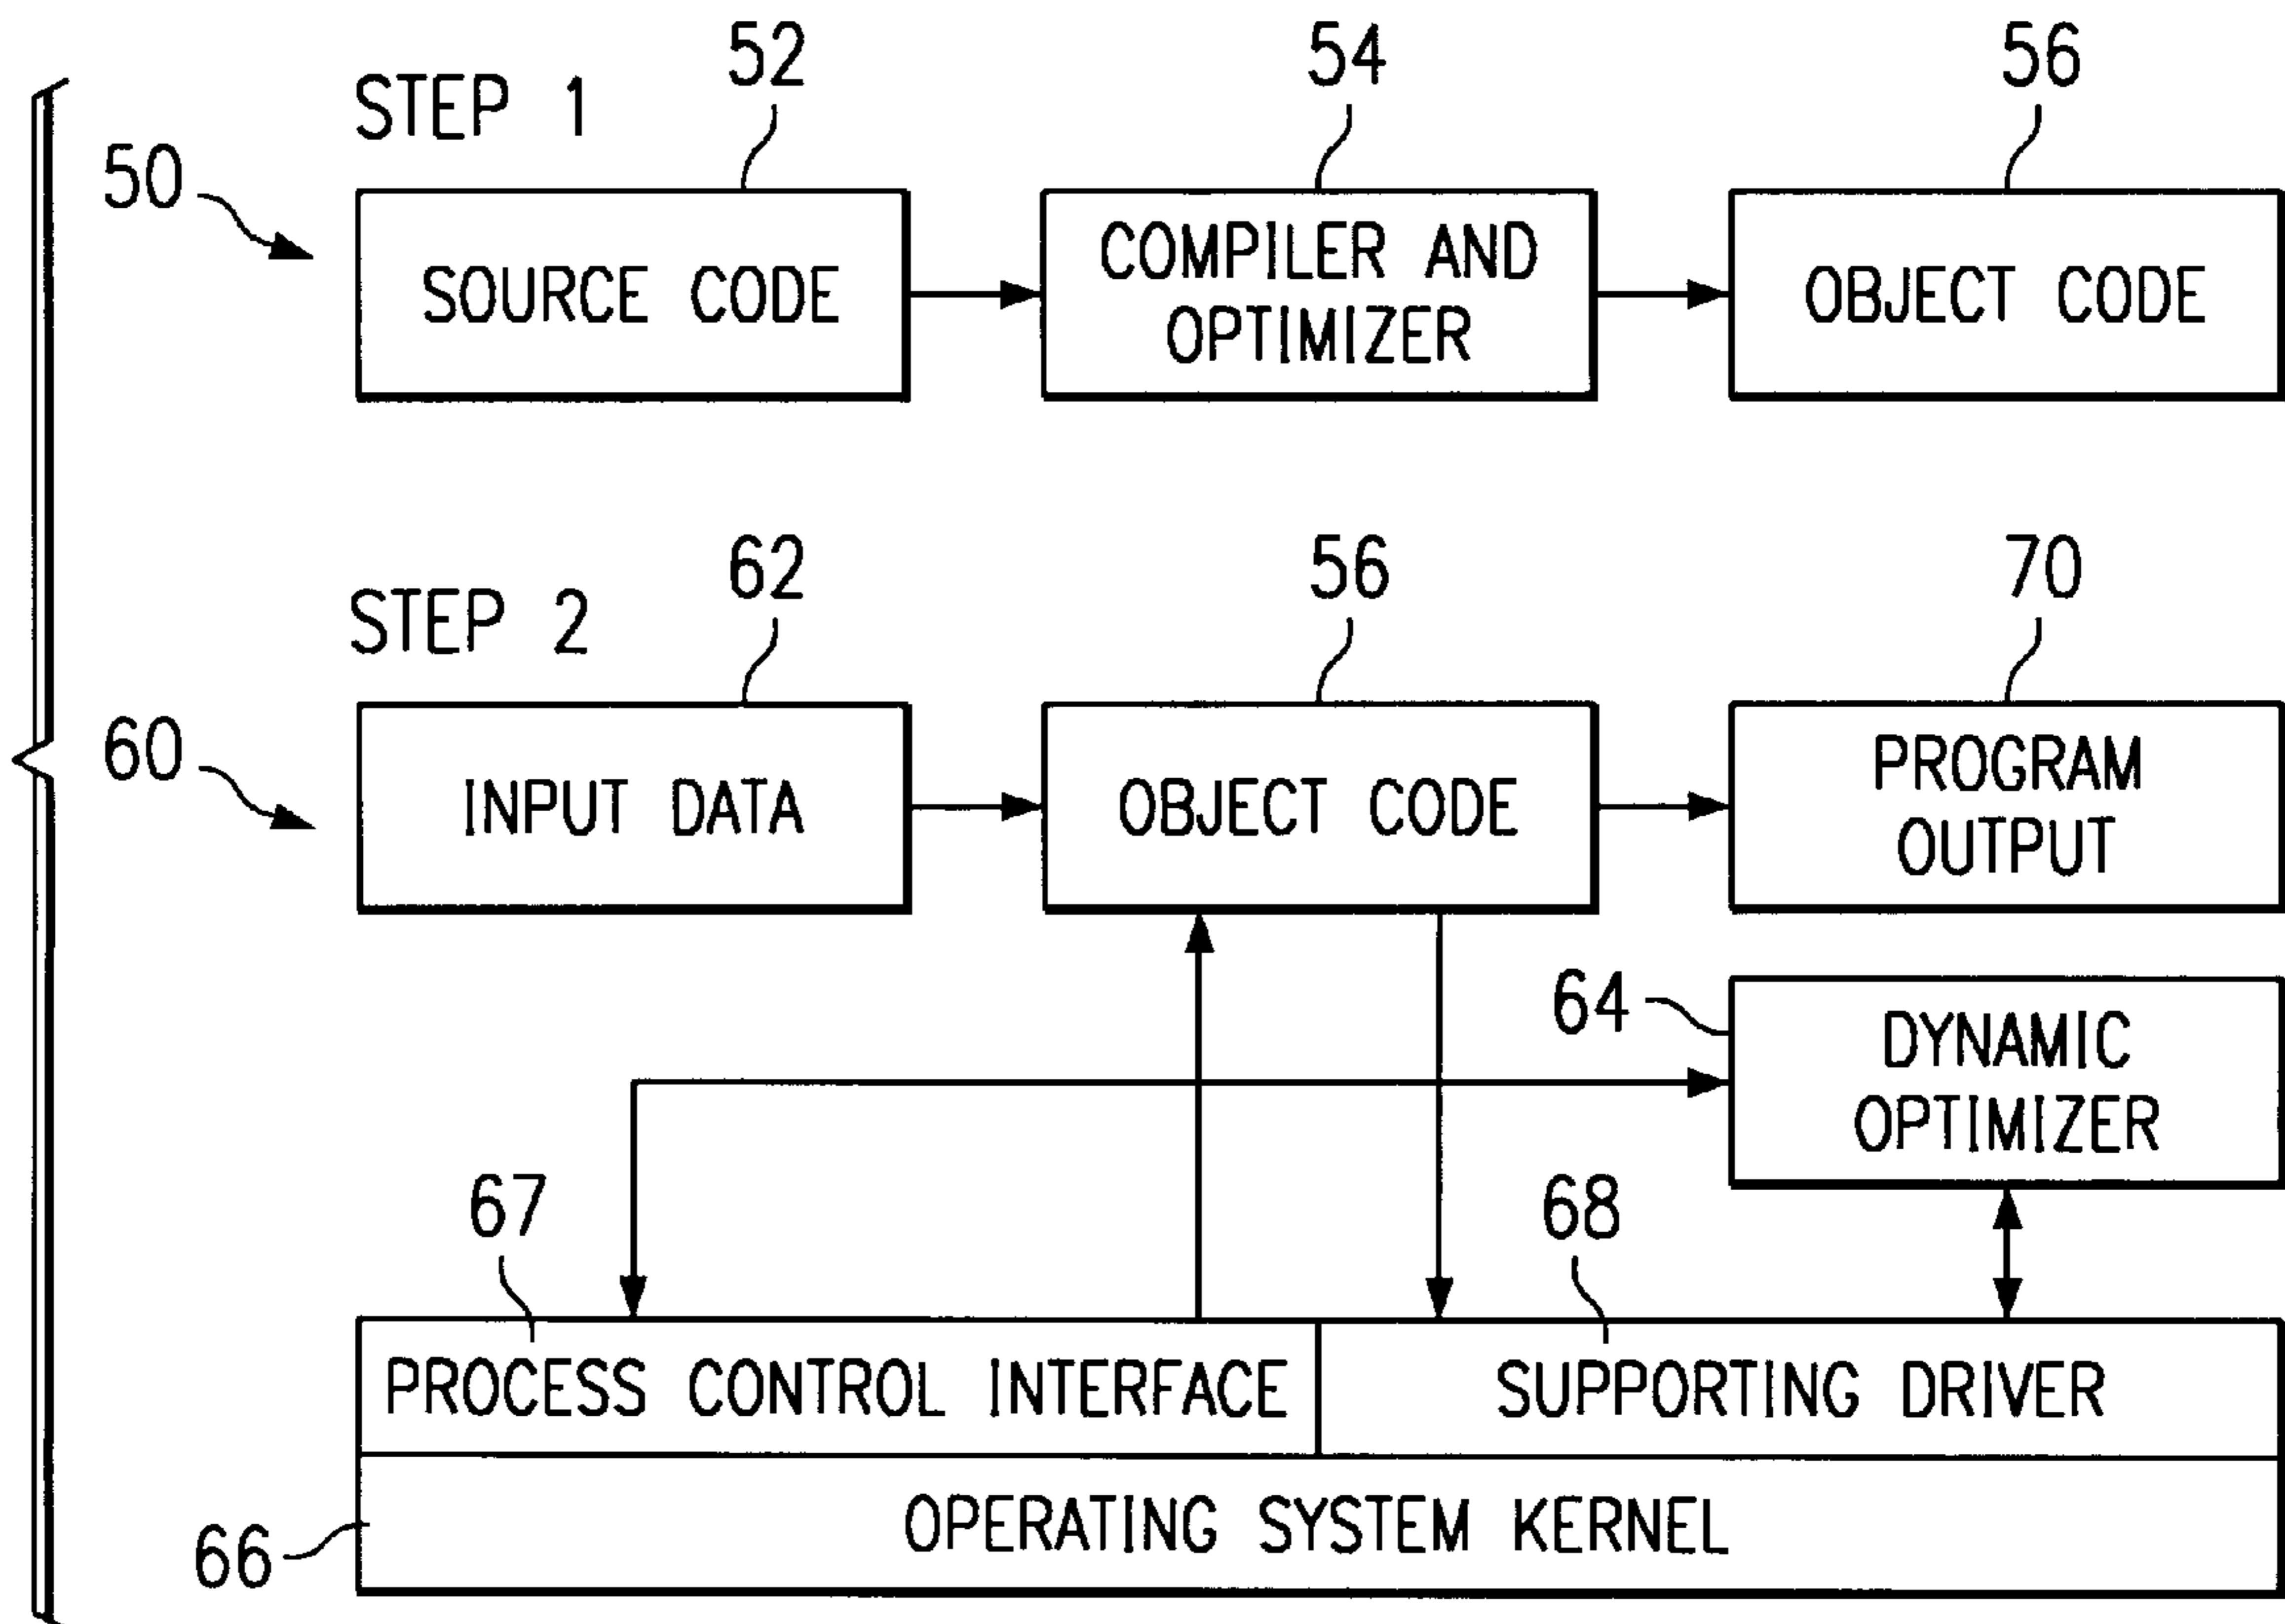 52
54
56
STEP 1
50
SOURCE CODE
COMPILER AND
OPTIMIZER
OBJECT CODE
62
56
70
STEP 2
60
INPUT DATA
OBJECT CODE
PROGRAM
OUTPUT
64
DYNAMIC
OPTIMIZER
67
68
PROCESS CONTROL INTERFACE
SUPPORTING DRIVER
66
OPERATING SYSTEM KERNEL